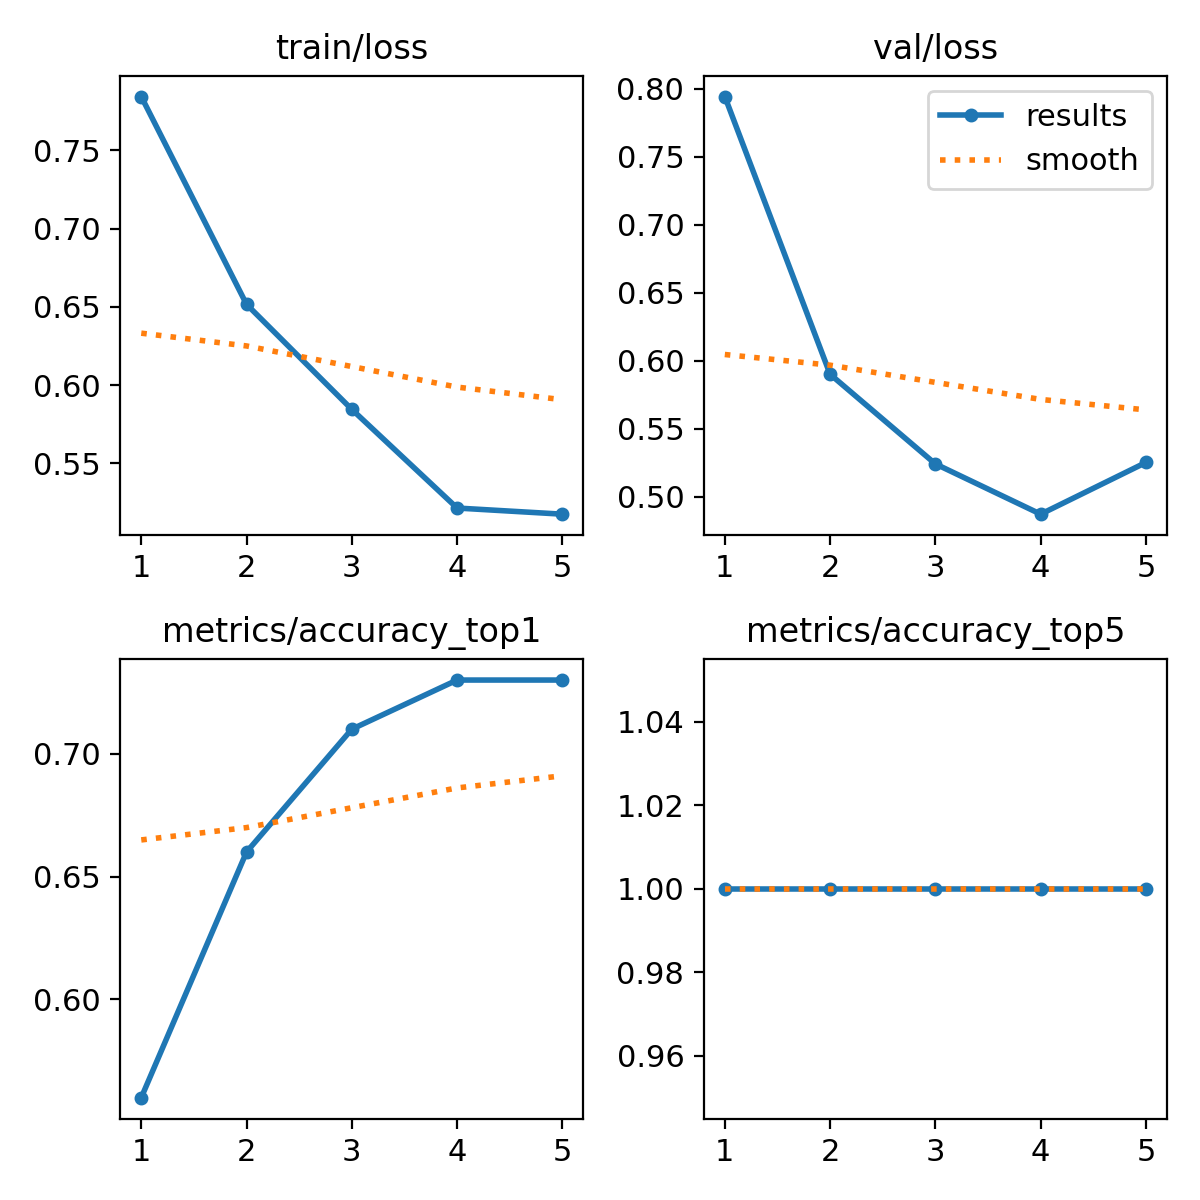 train/loss
0.75
0.70
0.65
0.60
0.55
1 2 3 4 5
val/loss
results
smooth
0.80
0.75
0.70
0.65
0.60
0.55
0.50
1 2 3 4 5
metrics/accuracy_top1
0.70
0.65
0.60
1 2 3 4 5
metrics/accuracy_top5
1.04
1.02
1.00
0.98
0.96
1 2 3 4 5